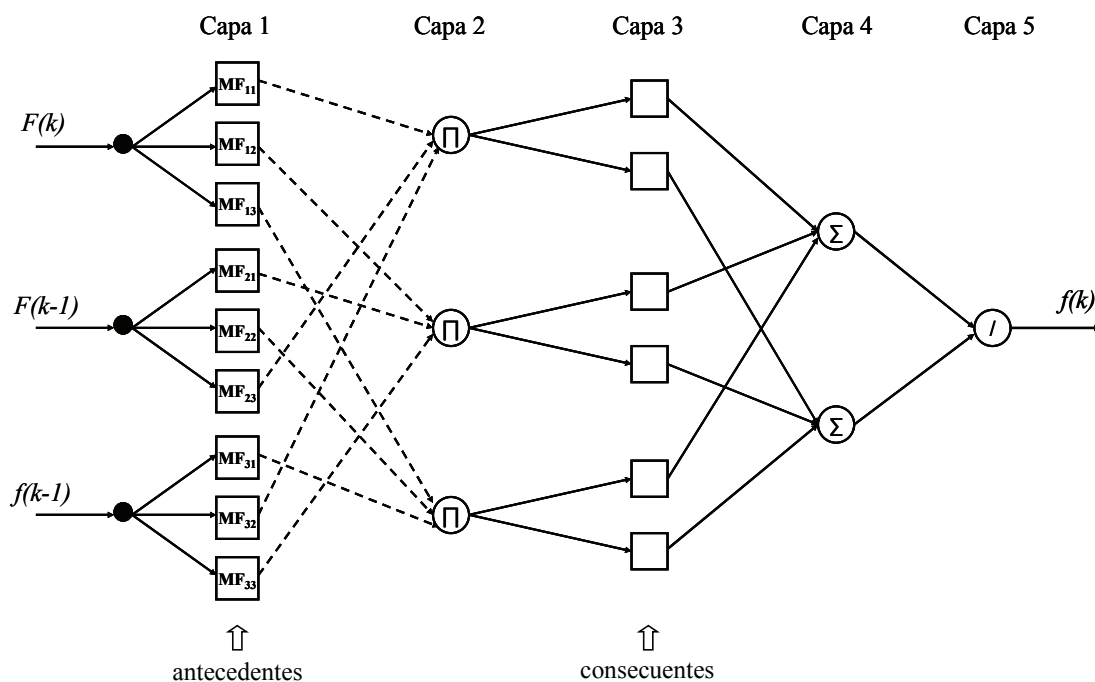 Capa 1 Capa 2 Capa 3 Capa 4 Capa 5
MF11
F(k)
MF12
∏
MF13
Σ
MF21
F(k-1)
MF22
∏
/
f(k)
MF23
Σ
MF31
f(k-1)
MF32
∏
MF33
antecedentes
consecuentes